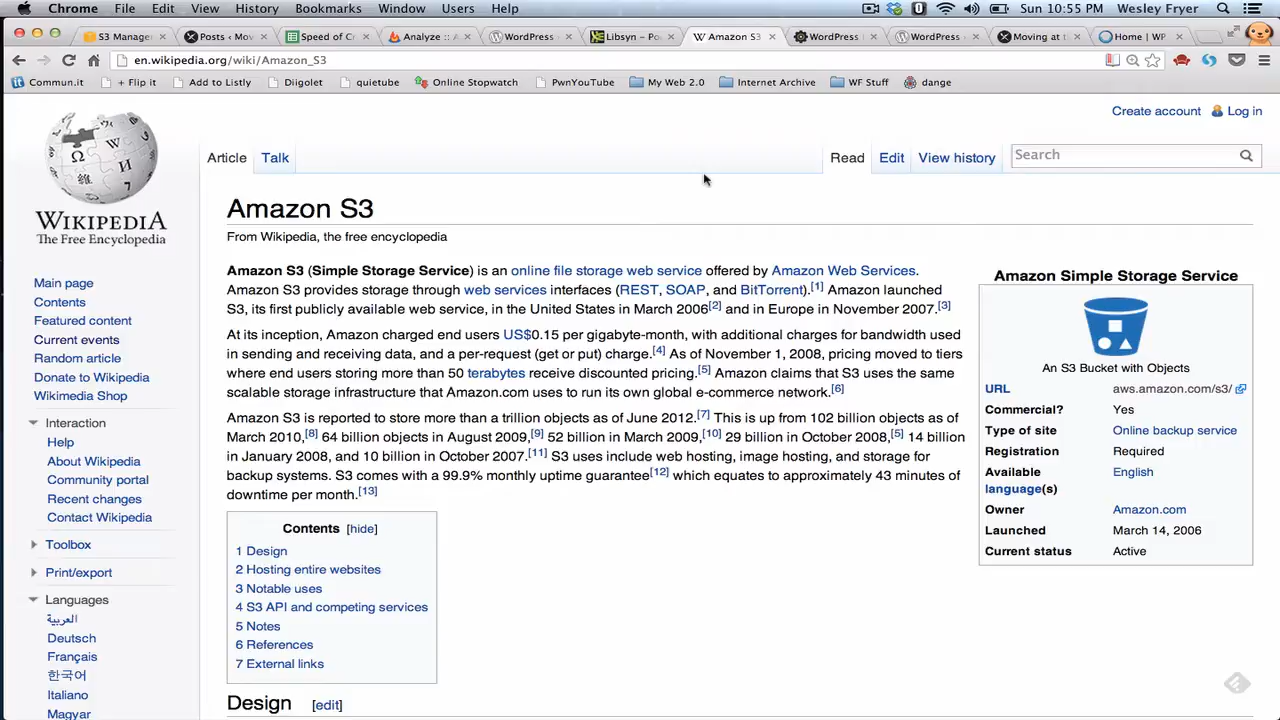 Chrome File Edit View History Bookmarks Window Users Help Sun 10:55 PM Wesley Fryer
S3 Manage Posts ‹ Mov Speed of Cr Analyze :: A WordPress Libsyn – Po Amazon S3 WordPress WordPress Moving at Home | WP
en.wikipedia.org/wiki/Amazon_S3
Commun.it + Flip it Add to Listly Diigolet quietube Online Stopwatch PwnYouTube My Web 2.0 Internet Archive WF Stuff dange
Create account Log in
Article Talk Read Edit View history Search
WIKIPEDIA
The Free Encyclopedia
Main page
Contents
Featured content
Current events
Random article
Donate to Wikipedia
Wikimedia Shop
Interaction
Help
About Wikipedia
Community portal
Recent changes
Contact Wikipedia
Toolbox
Print/export
Languages
العربية
Deutsch
Français
한국어
Italiano
Magyar
Amazon S3
From Wikipedia, the free encyclopedia
Amazon S3 (Simple Storage Service) is an online file storage web service offered by Amazon Web Services.
Amazon S3 provides storage through web services interfaces (REST, SOAP, and BitTorrent).[1] Amazon launched
S3, its first publicly available web service, in the United States in March 2006[2] and in Europe in November 2007.[3]
At its inception, Amazon charged end users US$0.15 per gigabyte-month, with additional charges for bandwidth used
in sending and receiving data, and a per-request (get or put) charge.[4] As of November 1, 2008, pricing moved to tiers
where end users storing more than 50 terabytes receive discounted pricing.[5] Amazon claims that S3 uses the same
scalable storage infrastructure that Amazon.com uses to run its own global e-commerce network.[6]
Amazon S3 is reported to store more than a trillion objects as of June 2012.[7] This is up from 102 billion objects as of
March 2010,[8] 64 billion objects in August 2009,[9] 52 billion in March 2009,[10] 29 billion in October 2008,[5] 14 billion
in January 2008, and 10 billion in October 2007.[11] S3 uses include web hosting, image hosting, and storage for
backup systems. S3 comes with a 99.9% monthly uptime guarantee[12] which equates to approximately 43 minutes of
downtime per month.[13]
Contents [hide]
1 Design
2 Hosting entire websites
3 Notable uses
4 S3 API and competing services
5 Notes
6 References
7 External links
Design [edit]
Amazon Simple Storage Service
An S3 Bucket with Objects
URL aws.amazon.com/s3/
Commercial? Yes
Type of site Online backup service
Registration Required
Available English
language(s)
Owner Amazon.com
Launched March 14, 2006
Current status Active